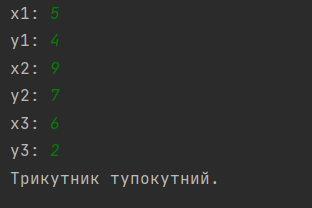 x1: 5
y1: 4
x2: 9
y2: 7
x3: 6
y3: 2
Трикутник тупокутний.